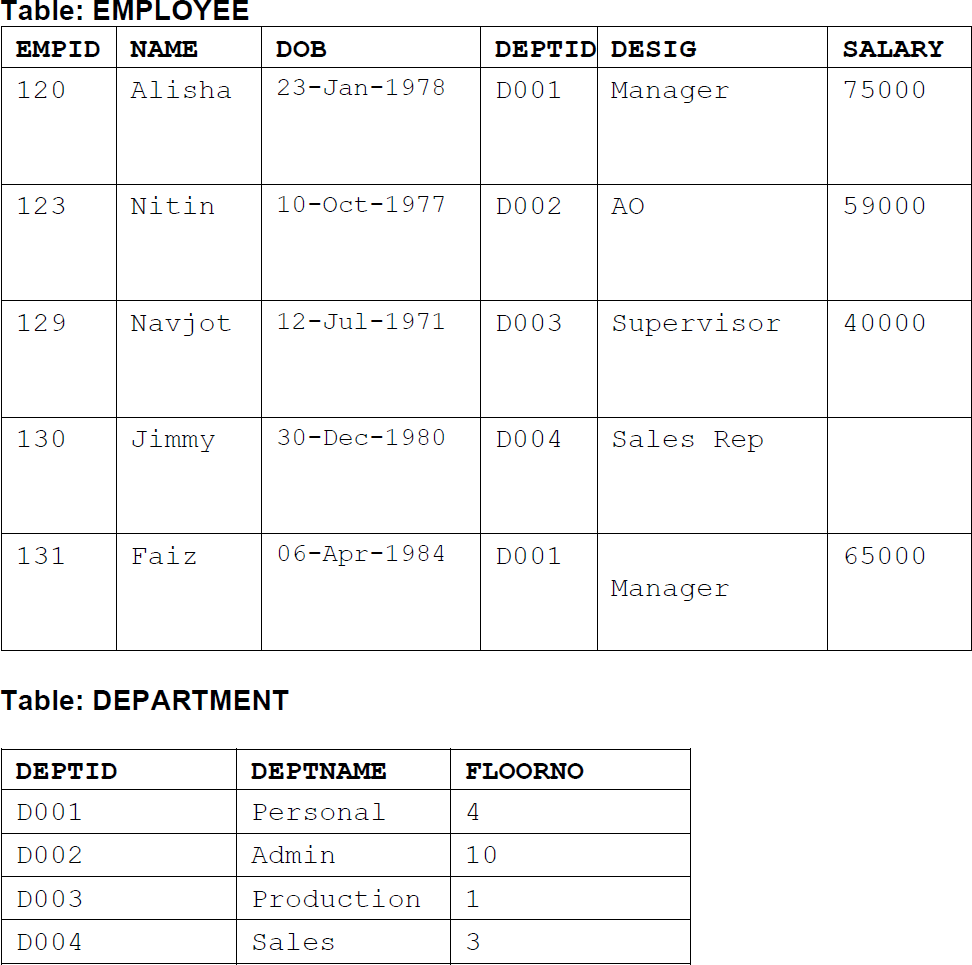 Table: EMPLOYEE
EMPID NAME DOB DEPTID DESIG SALARY
120 Alisha 23-Jan-1978 D001 Manager 75000
123 Nitin 10-Oct-1977 D002 AO 59000
129 Navjot 12-Jul-1971 D003 Supervisor 40000
130 Jimmy 30-Dec-1980 D004 Sales Rep
131 Faiz 06-Apr-1984 D001 Manager 65000
Table: DEPARTMENT
DEPTID DEPTNAME FLOORNO
D001 Personal 4
D002 Admin 10
D003 Production 1
D004 Sales 3